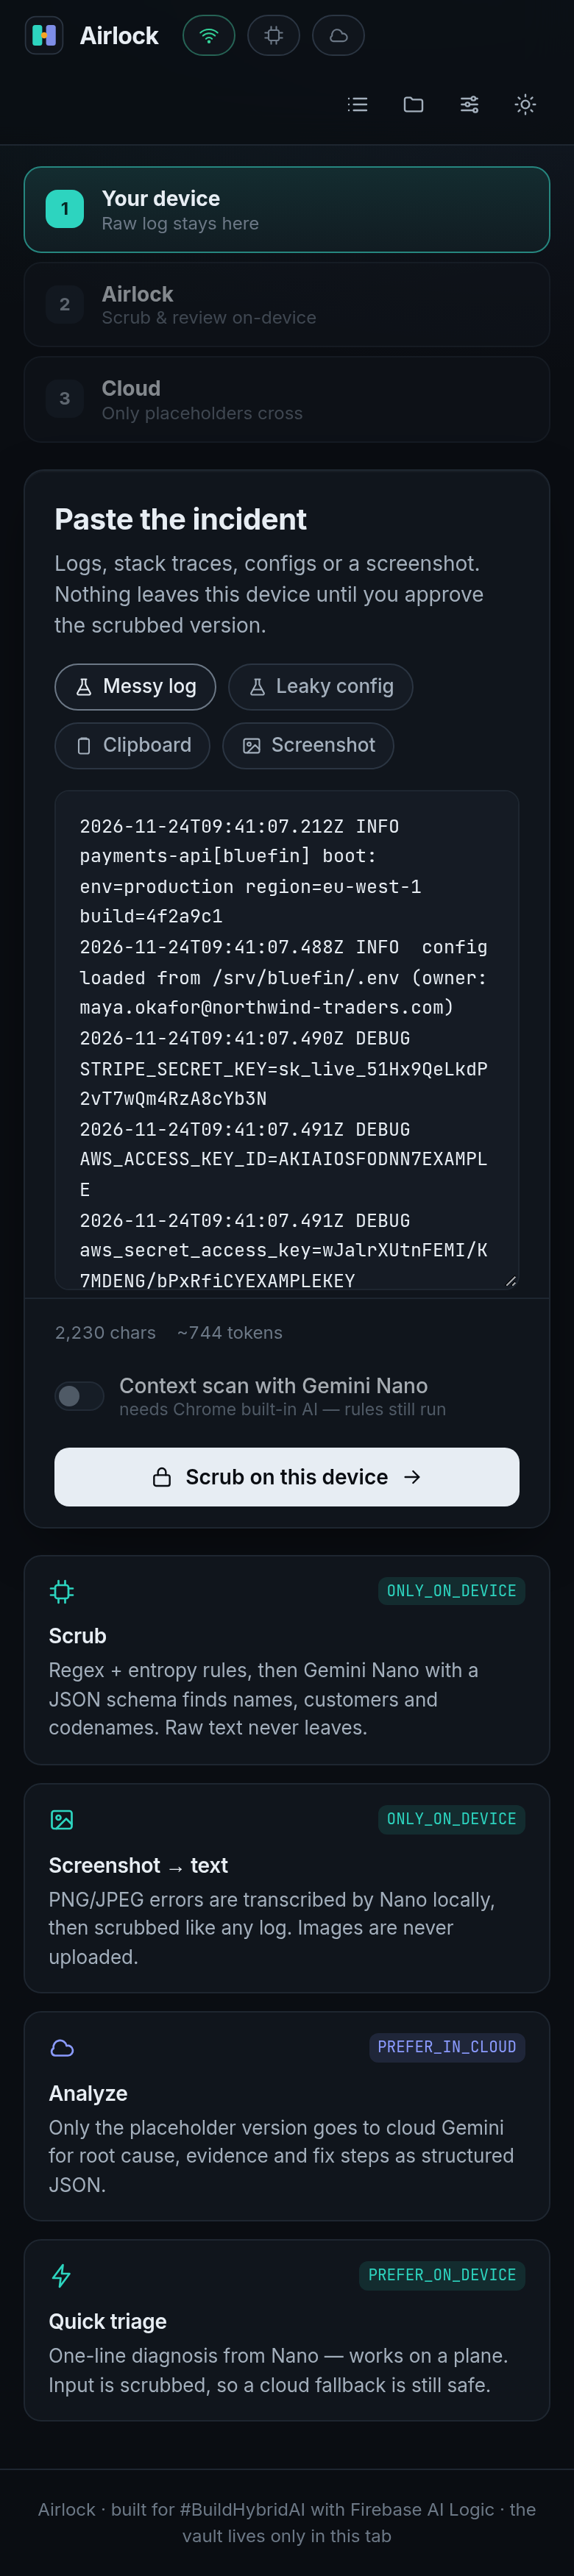 Airlock
1
Your device
Raw log stays here
2
Airlock
Scrub & review on-device
3
Cloud
Only placeholders cross
Paste the incident
Logs, stack traces, configs or a screenshot.
Nothing leaves this device until you approve
the scrubbed version.
Messy log
Leaky config
Clipboard
Screenshot
2026-11-24T09:41:07.212Z INFO
payments-api[bluefin] boot:
env=production region=eu-west-1
build=4f2a9c1
2026-11-24T09:41:07.488Z INFO  config
loaded from /srv/bluefin/.env (owner:
maya.okafor@northwind-traders.com)
2026-11-24T09:41:07.490Z DEBUG
STRIPE_SECRET_KEY=sk_live_51Hx9QeLkdP
2vT7wQm4RzA8cYb3N
2026-11-24T09:41:07.491Z DEBUG
AWS_ACCESS_KEY_ID=AKIAIOSFODNN7EXAMPL
E
2026-11-24T09:41:07.491Z DEBUG
aws_secret_access_key=wJalrXUtnFEMI/K
7MDENG/bPxRfiCYEXAMPLEKEY
2,230 chars ~744 tokens
Context scan with Gemini Nano
needs Chrome built-in AI — rules still run
Scrub on this device →
ONLY_ON_DEVICE
Scrub
Regex + entropy rules, then Gemini Nano with a
JSON schema finds names, customers and
codenames. Raw text never leaves.
ONLY_ON_DEVICE
Screenshot → text
PNG/JPEG errors are transcribed by Nano locally,
then scrubbed like any log. Images are never
uploaded.
PREFER_IN_CLOUD
Analyze
Only the placeholder version goes to cloud Gemini
for root cause, evidence and fix steps as structured
JSON.
PREFER_ON_DEVICE
Quick triage
One-line diagnosis from Nano — works on a plane.
Input is scrubbed, so a cloud fallback is still safe.
Airlock · built for #BuildHybridAI with Firebase AI Logic · the
vault lives only in this tab